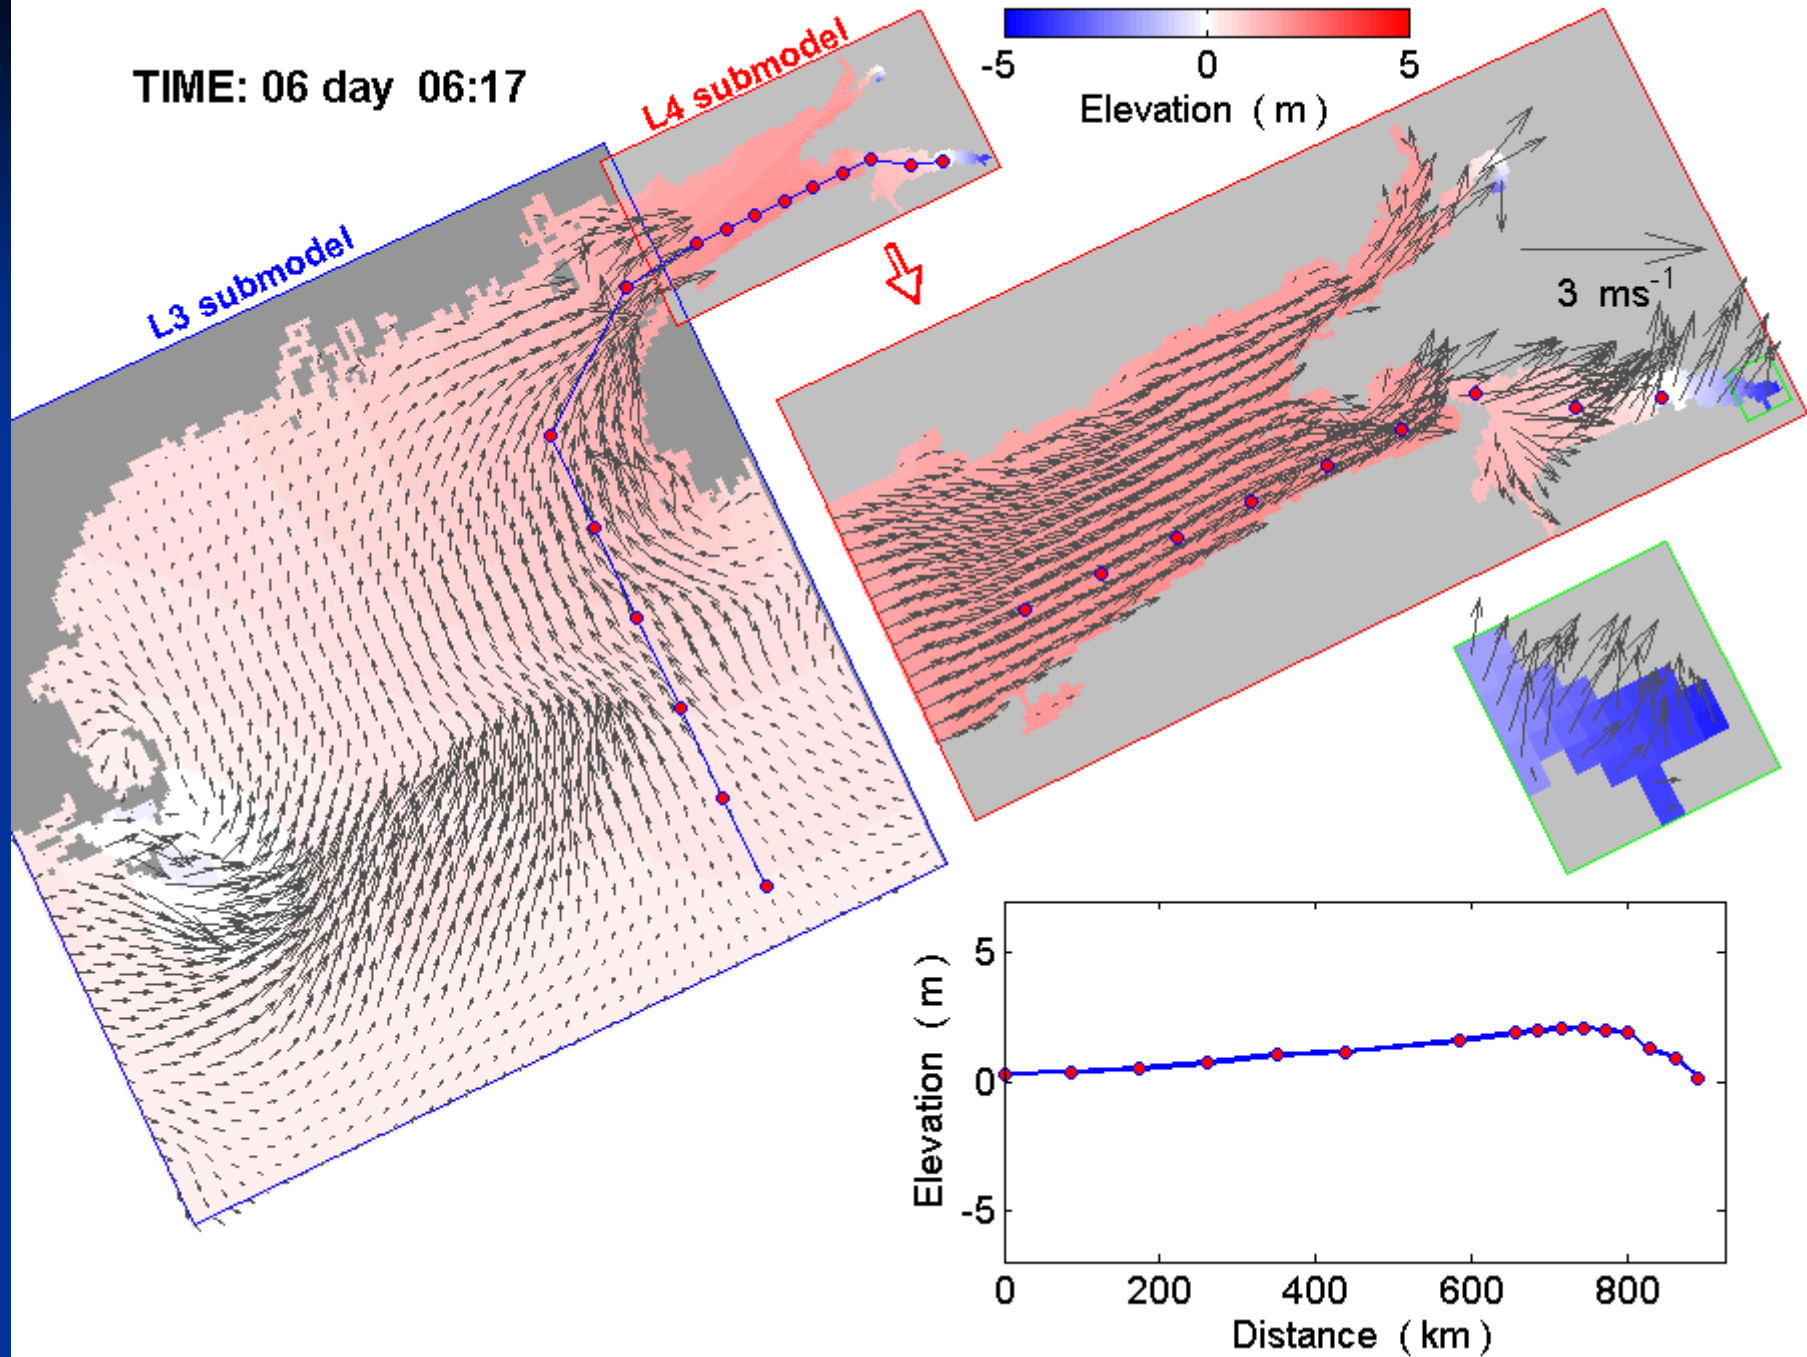 TIME: 06 day 06:17
L4 submodel
L3 submodel
-5 0 5
Elevation ( m )
3 ms-1
5
0
-5
Elevation ( m )
0 200 400 600 800
Distance ( km )